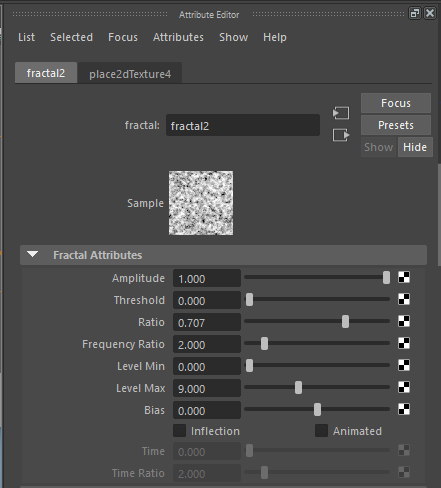 Attribute Editor
List Selected Focus Attributes Show Help
fractal2 place2dTexture4
Focus
fractal: fractal2
Presets
Show Hide
Sample
Fractal Attributes
Amplitude 1.000
Threshold 0.000
Ratio 0.707
Frequency Ratio 2.000
Level Min 0.000
Level Max 9.000
Bias 0.000
Inflection Animated
Time 0.000
Time Ratio 2.000